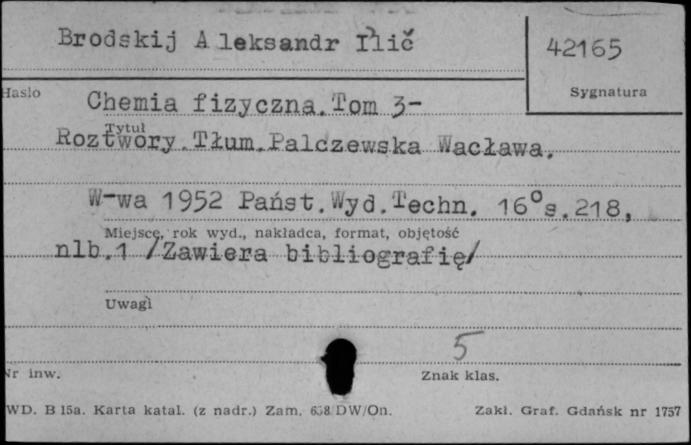 Brodskij Aleksandr Ilič
42165
Hasło
Sygnatura
Chemia fizyczna.Tom 3-
Tytuł
Roztwory.Tłum.Palczewska Wacława.
W-wa 1952 Państ.Wyd.Techn. 16°s.218,
Miejsce, rok wyd., nakładca, format, objętość
nlb.1 /Zawiera bibliografię/
Uwagi
5
Nr inw.
Znak klas.
WD. B 15a. Karta katal. (z nadr.) Zam. 638/DW/On.
Zakł. Graf. Gdańsk nr 1757